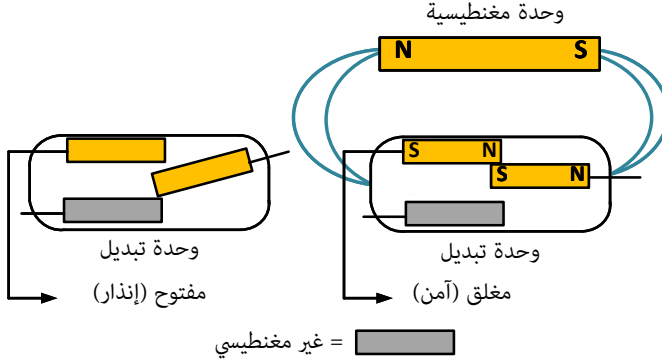 وحدة مغنطيسية
N S
S N
S N
وحدة تبديل
مغلق (آمن)
وحدة تبديل
مفتوح (إنذار)
= غير مغنطيسي